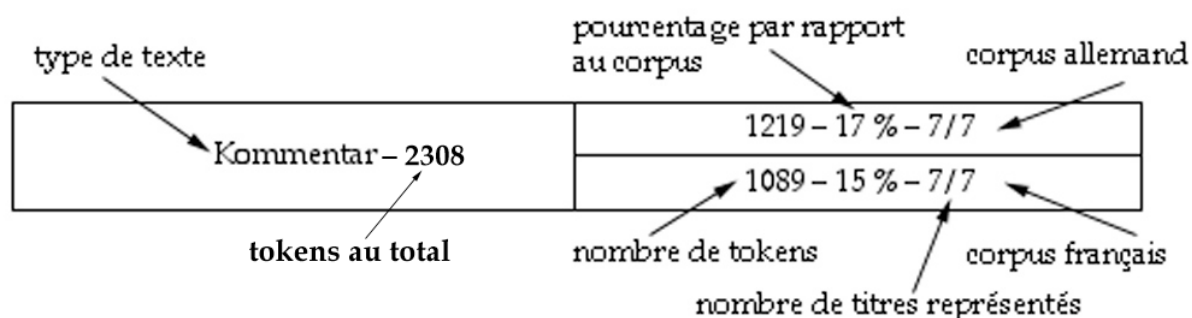 pourcentage par rapport
au corpus
type de texte
corpus allemand
1219 – 17 % – 7/7
Kommentar – 2308
1089 – 15 % – 7/7
tokens au total
nombre de tokens
corpus français
nombre de titres représentés